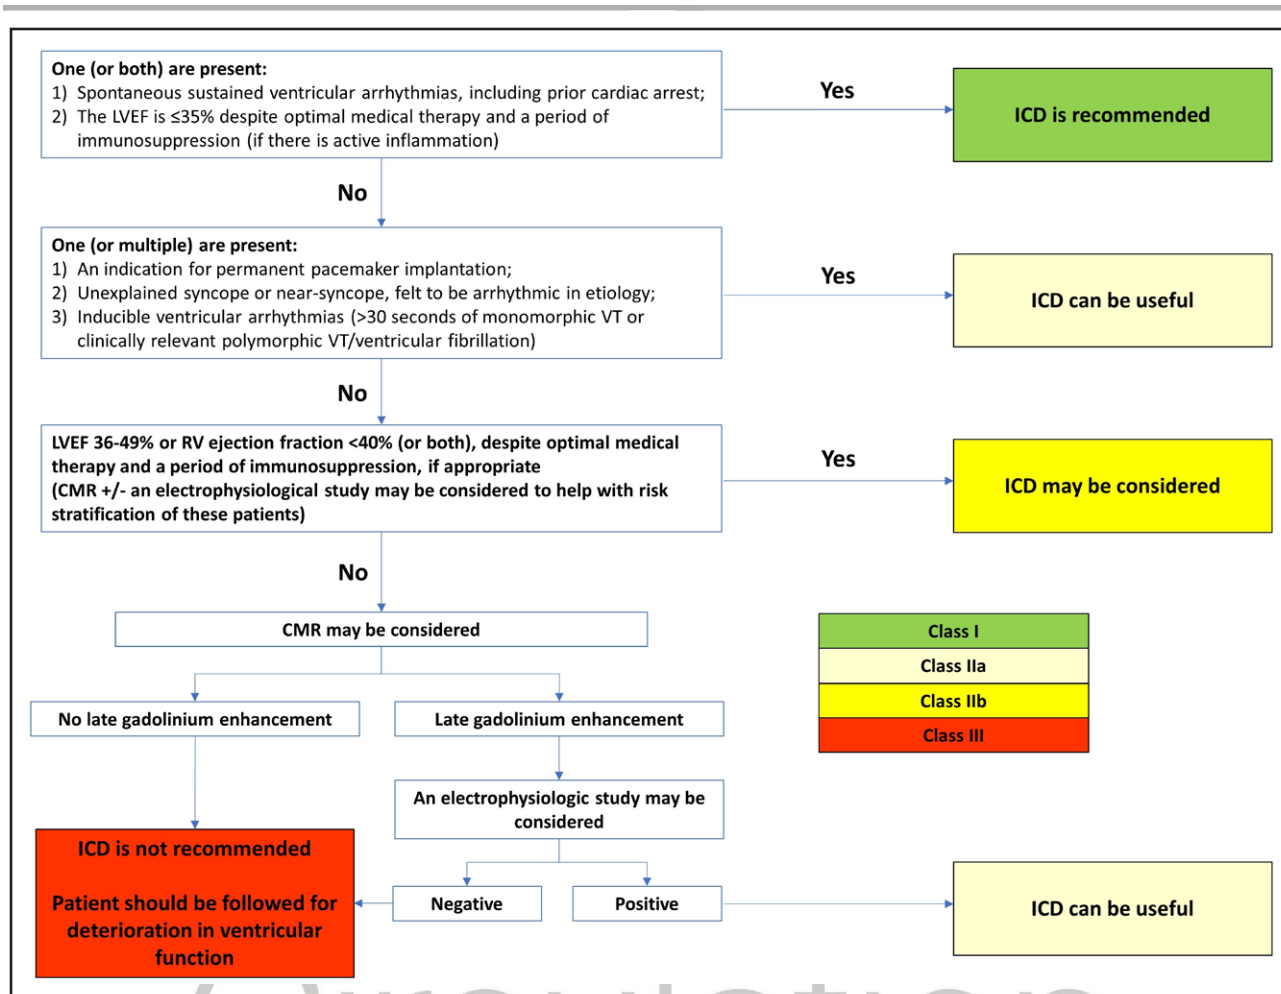 One (or both) are present:
1) Spontaneous sustained ventricular arrhythmias, including prior cardiac arrest;
2) The LVEF is ≤35% despite optimal medical therapy and a period of
immunosuppression (if there is active inflammation)
Yes
ICD is recommended
No
One (or multiple) are present:
1) An indication for permanent pacemaker implantation;
2) Unexplained syncope or near-syncope, felt to be arrhythmic in etiology;
3) Inducible ventricular arrhythmias (>30 seconds of monomorphic VT or
clinically relevant polymorphic VT/ventricular fibrillation)
Yes
ICD can be useful
No
LVEF 36-49% or RV ejection fraction <40% (or both), despite optimal medical
therapy and a period of immunosuppression, if appropriate
(CMR +/- an electrophysiological study may be considered to help with risk
stratification of these patients)
Yes
ICD may be considered
No
CMR may be considered
Class I
Class IIa
Class IIb
Class III
No late gadolinium enhancement
Late gadolinium enhancement
An electrophysiologic study may be
considered
ICD is not recommended
Patient should be followed for
deterioration in ventricular
function
Negative
Positive
ICD can be useful